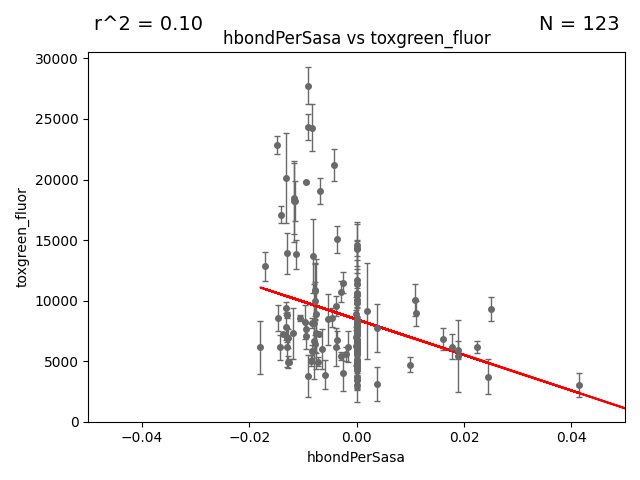 r^2 = 0.10
N = 123
hbondPerSasa vs toxgreen_fluor
30000
25000
20000
15000
10000
5000
0
toxgreen_fluor
−0.04
−0.02
0.00
0.02
0.04
hbondPerSasa